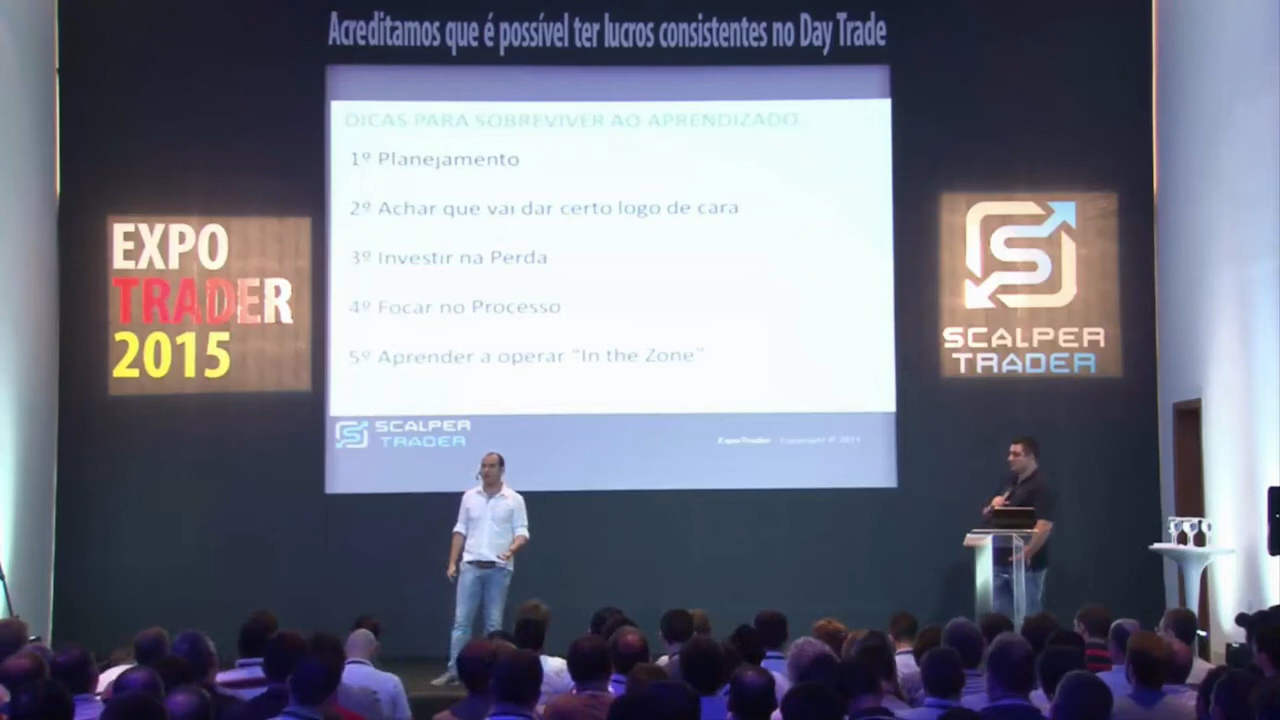 Acreditamos que é possível ter lucros consistentes no Day Trade
DICAS PARA SOBREVIVER AO APRENDIZADO
1º Planejamento
2º Achar que vai dar certo logo de cara
3º Investir na Perda
4º Focar no Processo
5º Aprender a operar "In the Zone"
SCALPER
TRADER
ExpoTrader Copyright ©
EXPO
TRADER
2015
SCALPER
TRADER